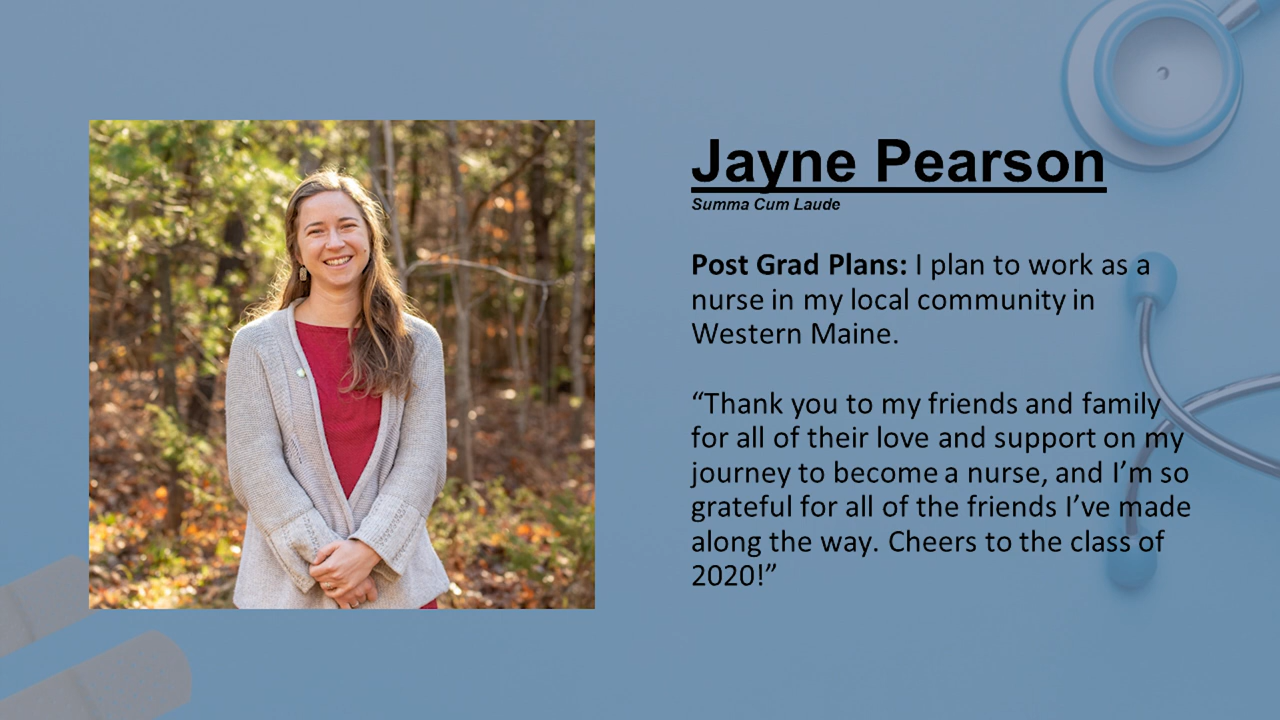 Jayne Pearson
Summa Cum Laude
Post Grad Plans: I plan to work as a
nurse in my local community in
Western Maine.
“Thank you to my friends and family
for all of their love and support on my
journey to become a nurse, and I’m so
grateful for all of the friends I’ve made
along the way. Cheers to the class of
2020!”